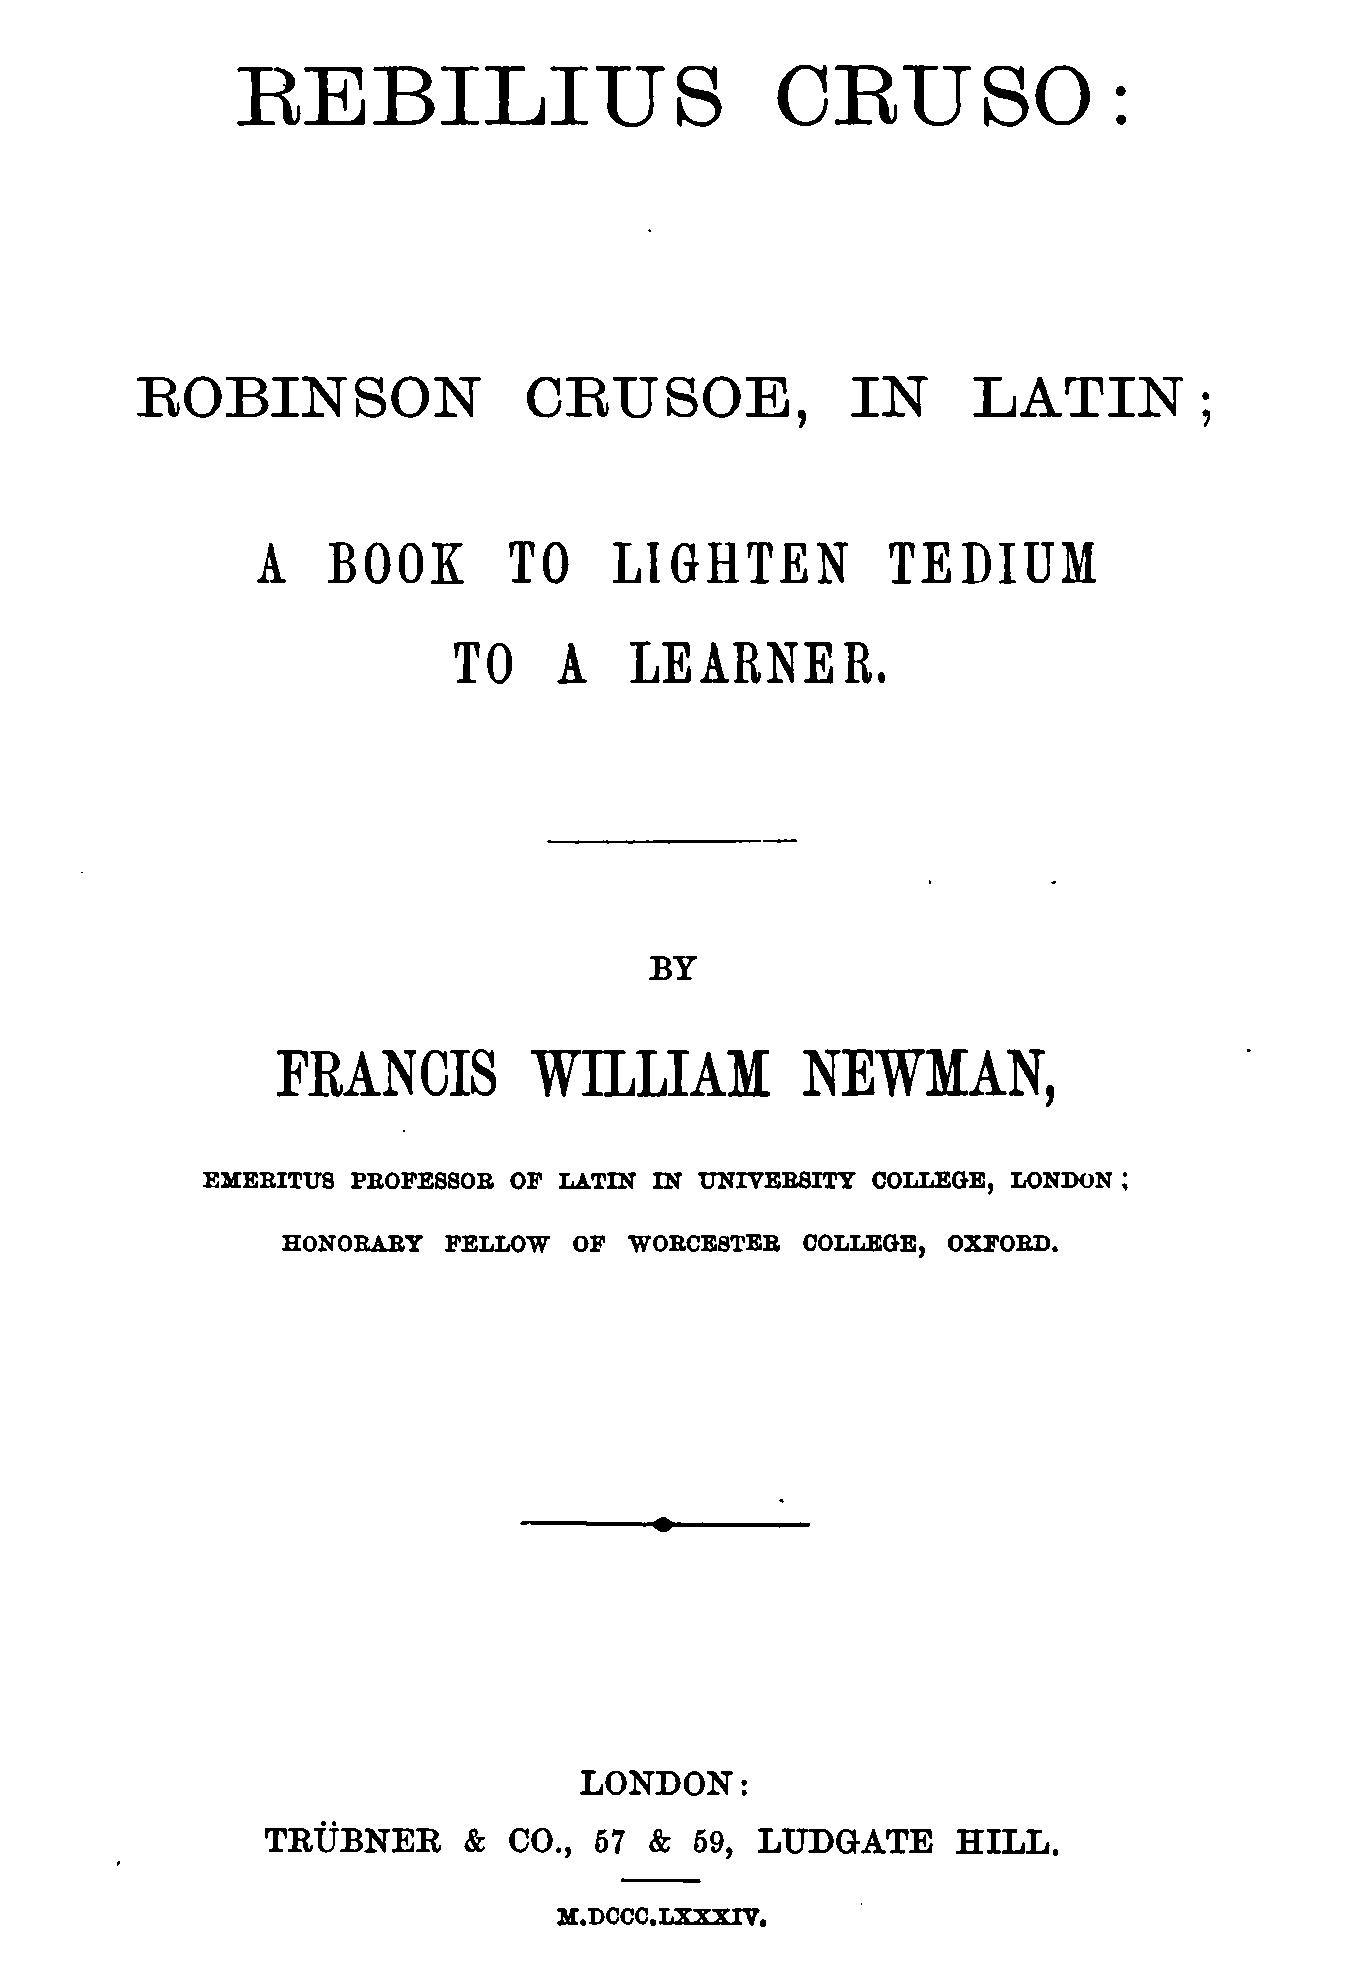 REBILIUS CRUSO:
ROBINSON CRUSOE, IN LATIN;
A BOOK TO LIGHTEN TEDIUM
TO A LEARNER.
BY
FRANCIS WILLIAM NEWMAN,
EMERITUS PROFESSOR OF LATIN IN UNIVERSITY COLLEGE, LONDON;
HONORARY FELLOW OF WORCESTER COLLEGE, OXFORD.
LONDON:
TRÜBNER & CO., 57 & 59, LUDGATE HILL.
M.DCCC.LXXXIV.